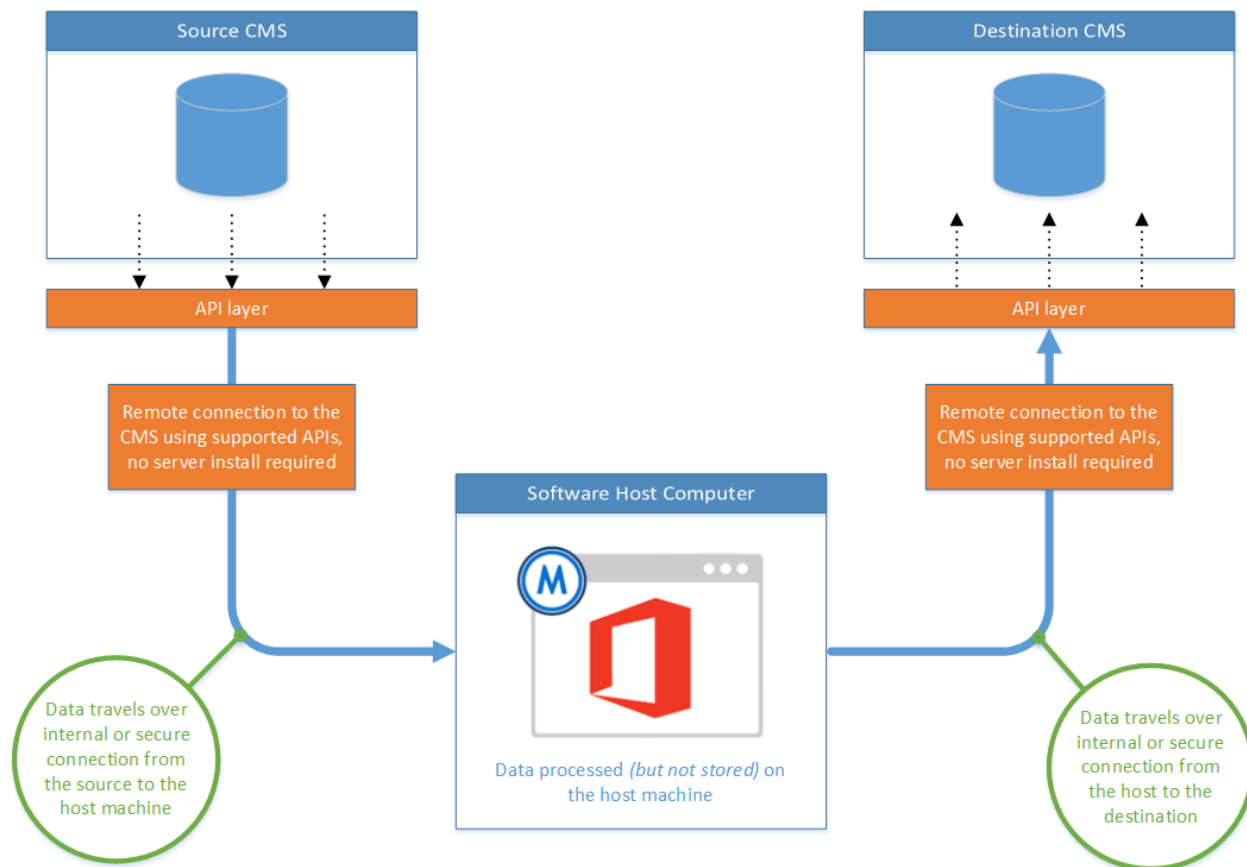 Source CMS
Destination CMS
API layer
API layer
Remote connection to the
CMS using supported APIs,
no server install required
Remote connection to the
CMS using supported APIs,
no server install required
Software Host Computer
M
Data processed (but not stored) on
the host machine
Data travels over
internal or secure
connection from
the source to the
host machine
Data travels over
internal or secure
connection from
the host to the
destination